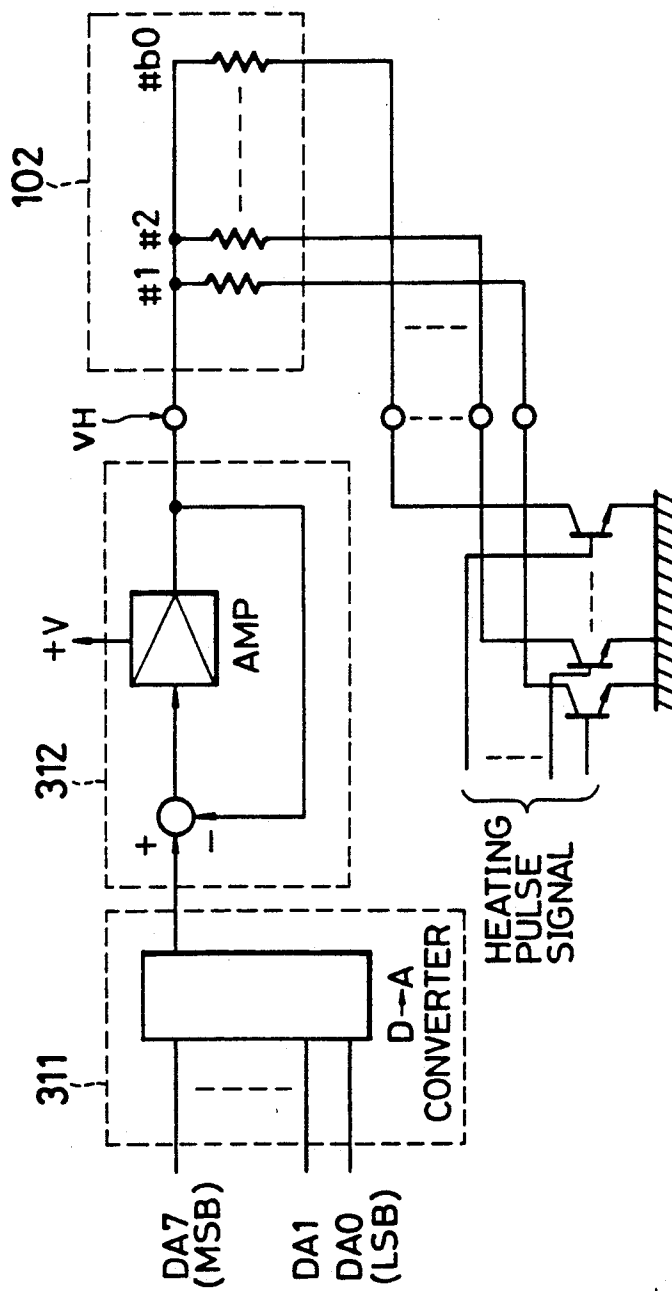 311
DA7
(MSB)
DA1
DA0
(LSB)
D→A
CONVERTER
312
+
-
+V
AMP
VH
102
#1
#2
#b0
HEATING
PULSE
SIGNAL